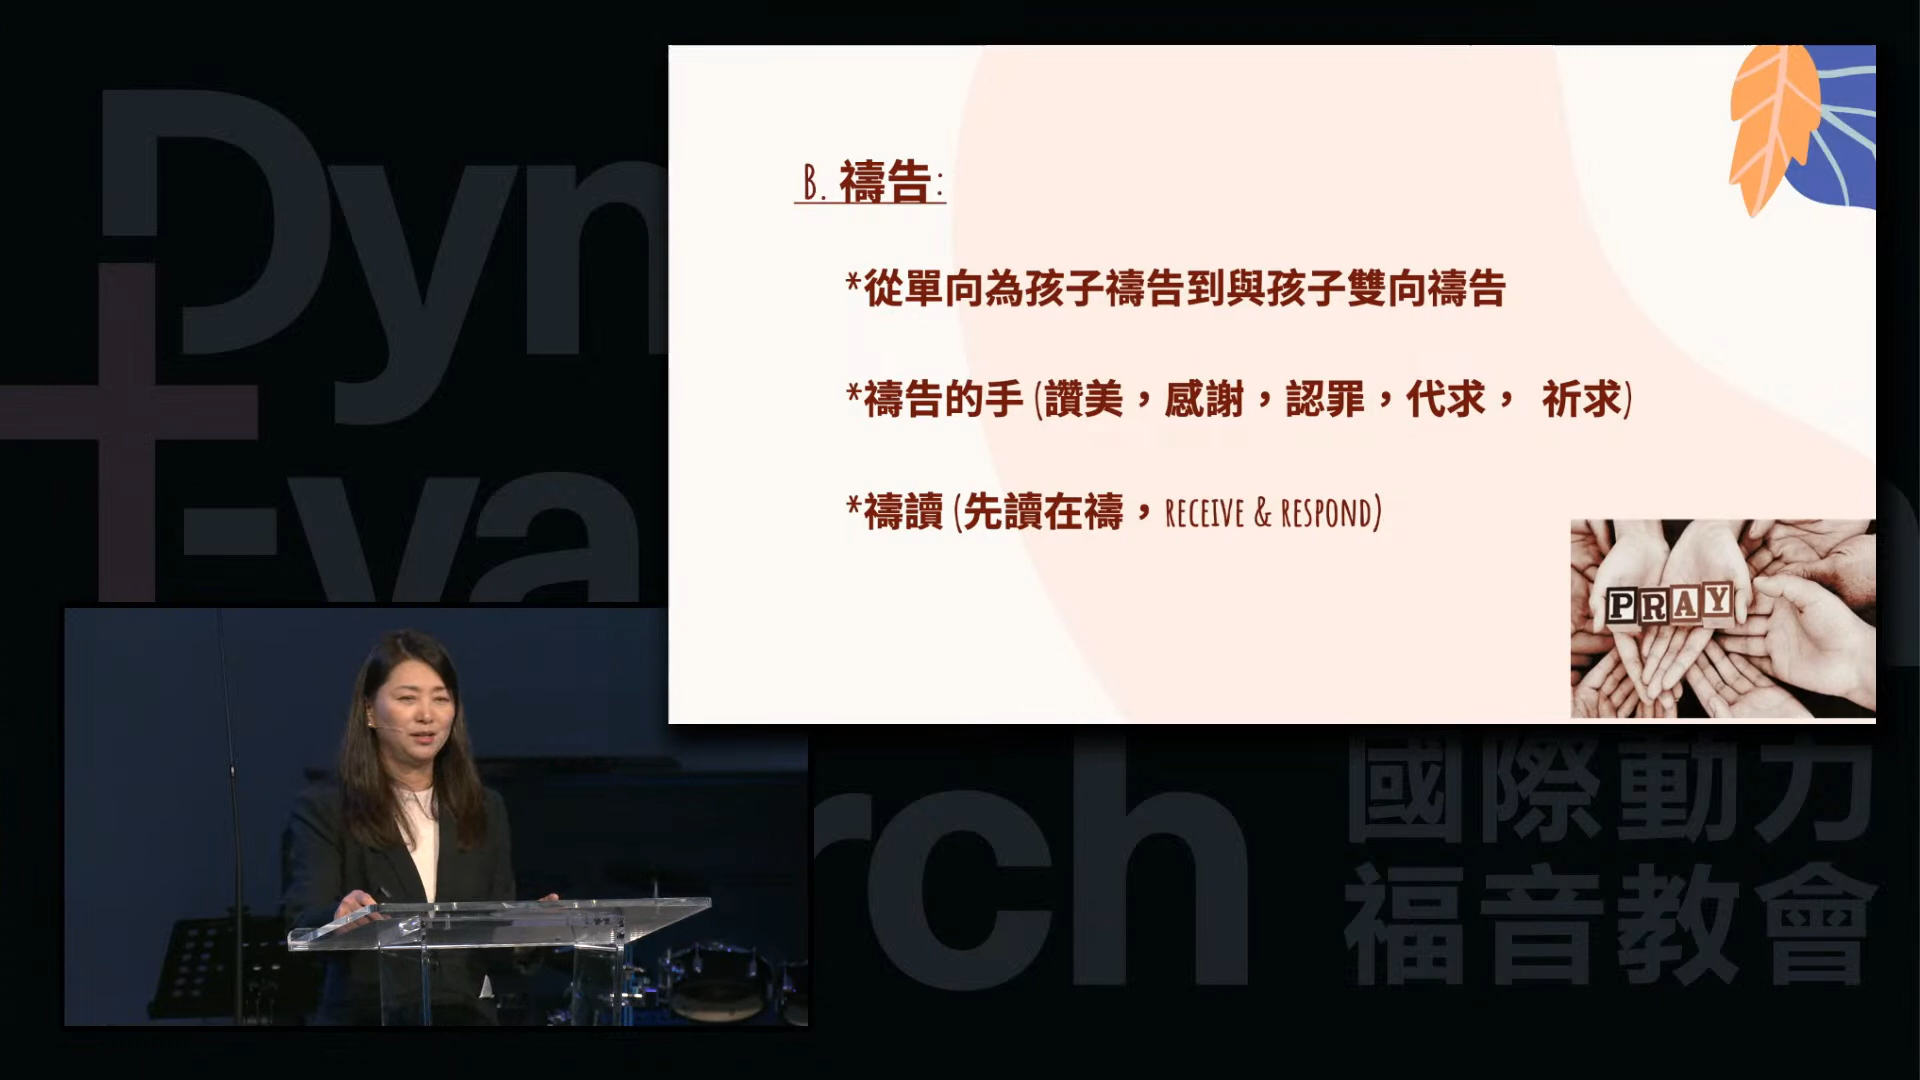 Dyn
t-va
B. 禱告:
*從單向為孩子禱告到與孩子雙向禱告
*禱告的手 (讚美，感謝，認罪，代求， 祈求)
*禱讀 (先讀在禱，RECEIVE & RESPOND)
PRAY
rch
國際動力
福音教會